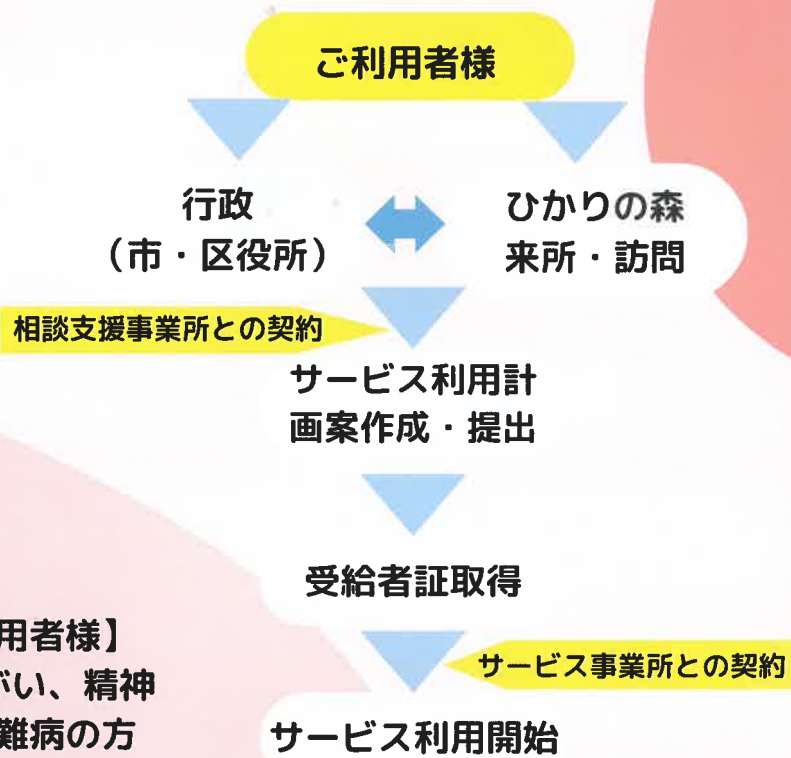 ご利用者様
行政
（市・区役所）
ひかりの森
来所・訪問
相談支援事業所との契約
サービス利用計
画案作成・提出
受給者証取得
用者様】
がい、精神
難病の方
サービス事業所との契約
サービス利用開始